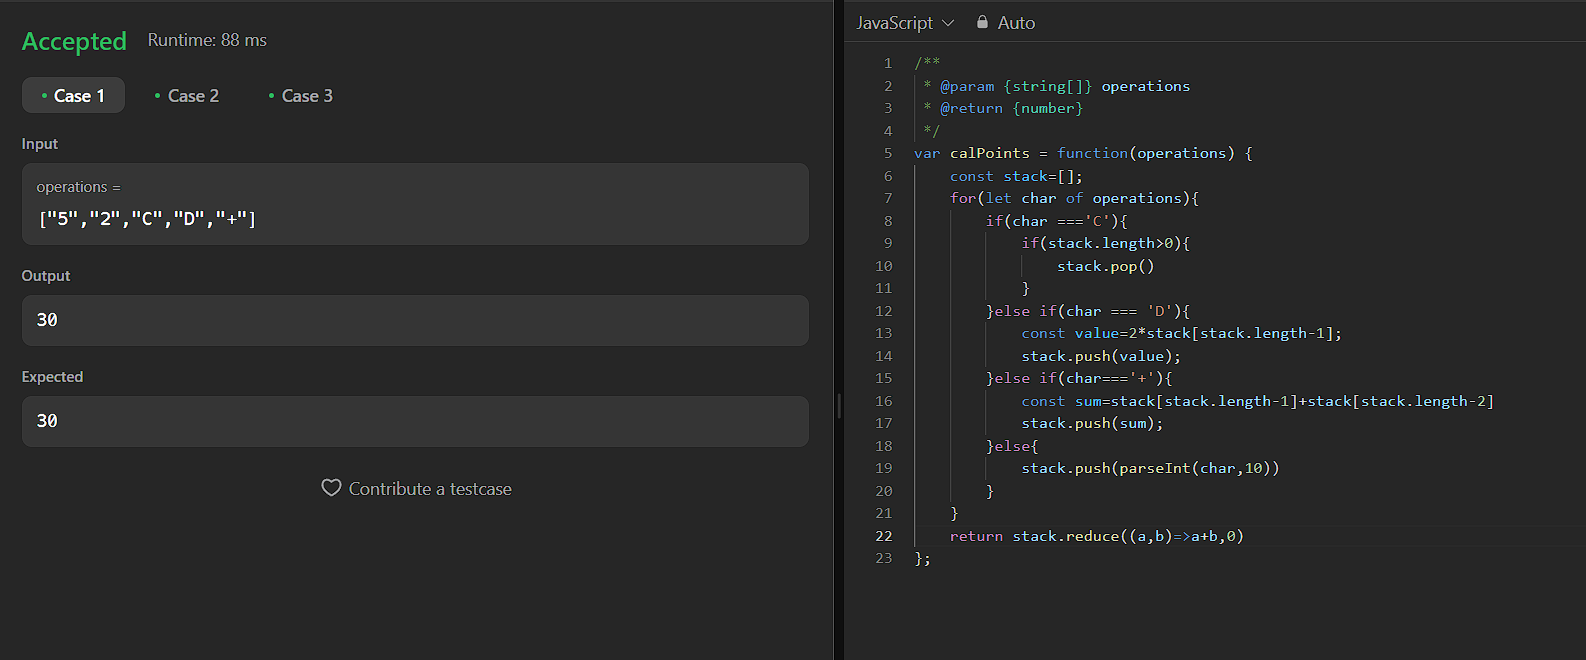 Accepted Runtime: 88 ms
• Case 1 • Case 2 • Case 3
Input
operations =
["5","2","C","D","+"]
Output
30
Expected
30
Contribute a testcase
JavaScript Auto
1 /**
2  * @param {string[]} operations
3  * @return {number}
4  */
5 var calPoints = function(operations) {
6     const stack=[];
7     for(let char of operations){
8         if(char ==='C'){
9             if(stack.length>0){
10                 stack.pop()
11             }
12         }else if(char === 'D'){
13             const value=2*stack[stack.length-1];
14             stack.push(value);
15         }else if(char==='+'){
16             const sum=stack[stack.length-1]+stack[stack.length-2]
17             stack.push(sum);
18         }else{
19             stack.push(parseInt(char,10))
20         }
21     }
22     return stack.reduce((a,b)=>a+b,0)
23 };